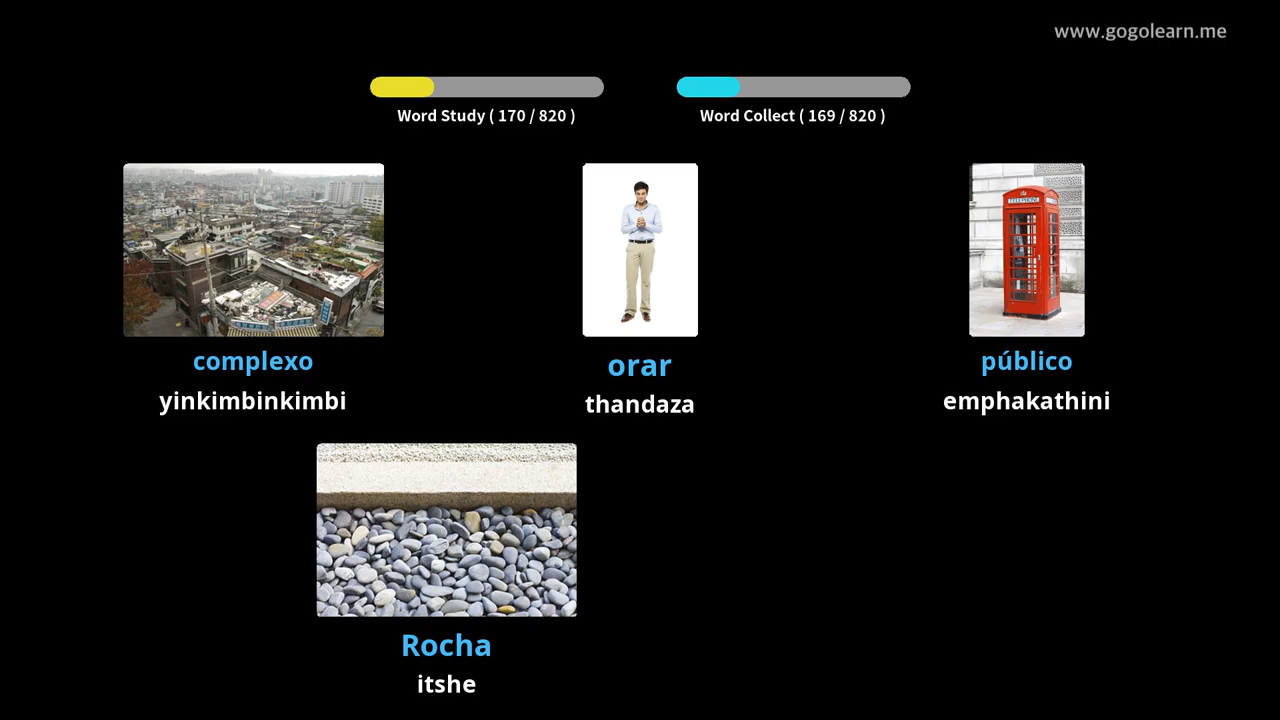 www.gogolearn.me
Word Study ( 170 / 820 )
Word Collect ( 169 / 820 )
TELEPHONE
complexo
yinkimbinkimbi
orar
thandaza
público
emphakathini
Rocha
itshe